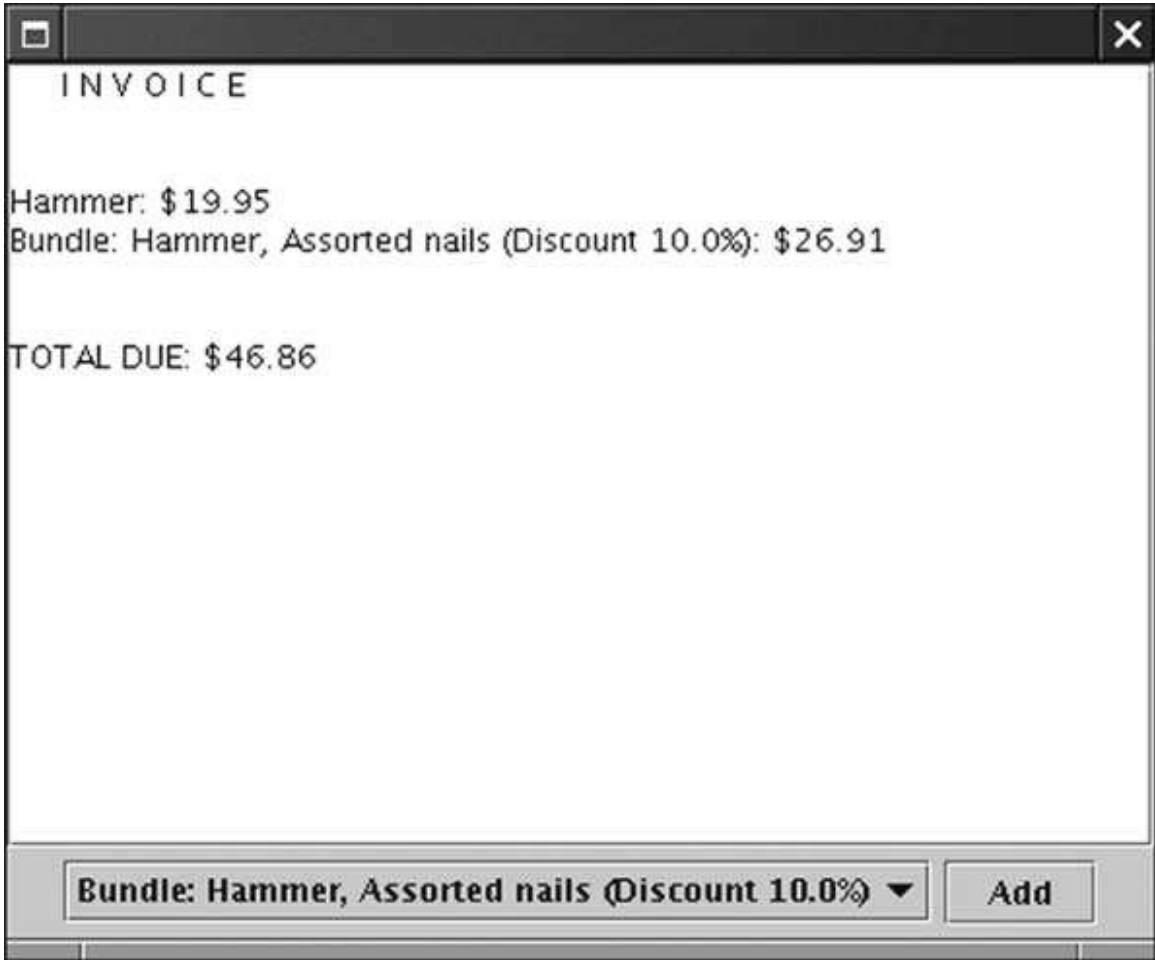 I N V O I C E
Hammer: $19.95
Bundle: Hammer, Assorted nails (Discount 10.0%): $26.91
TOTAL DUE: $46.86
Bundle: Hammer, Assorted nails (Discount 10.0%)
Add